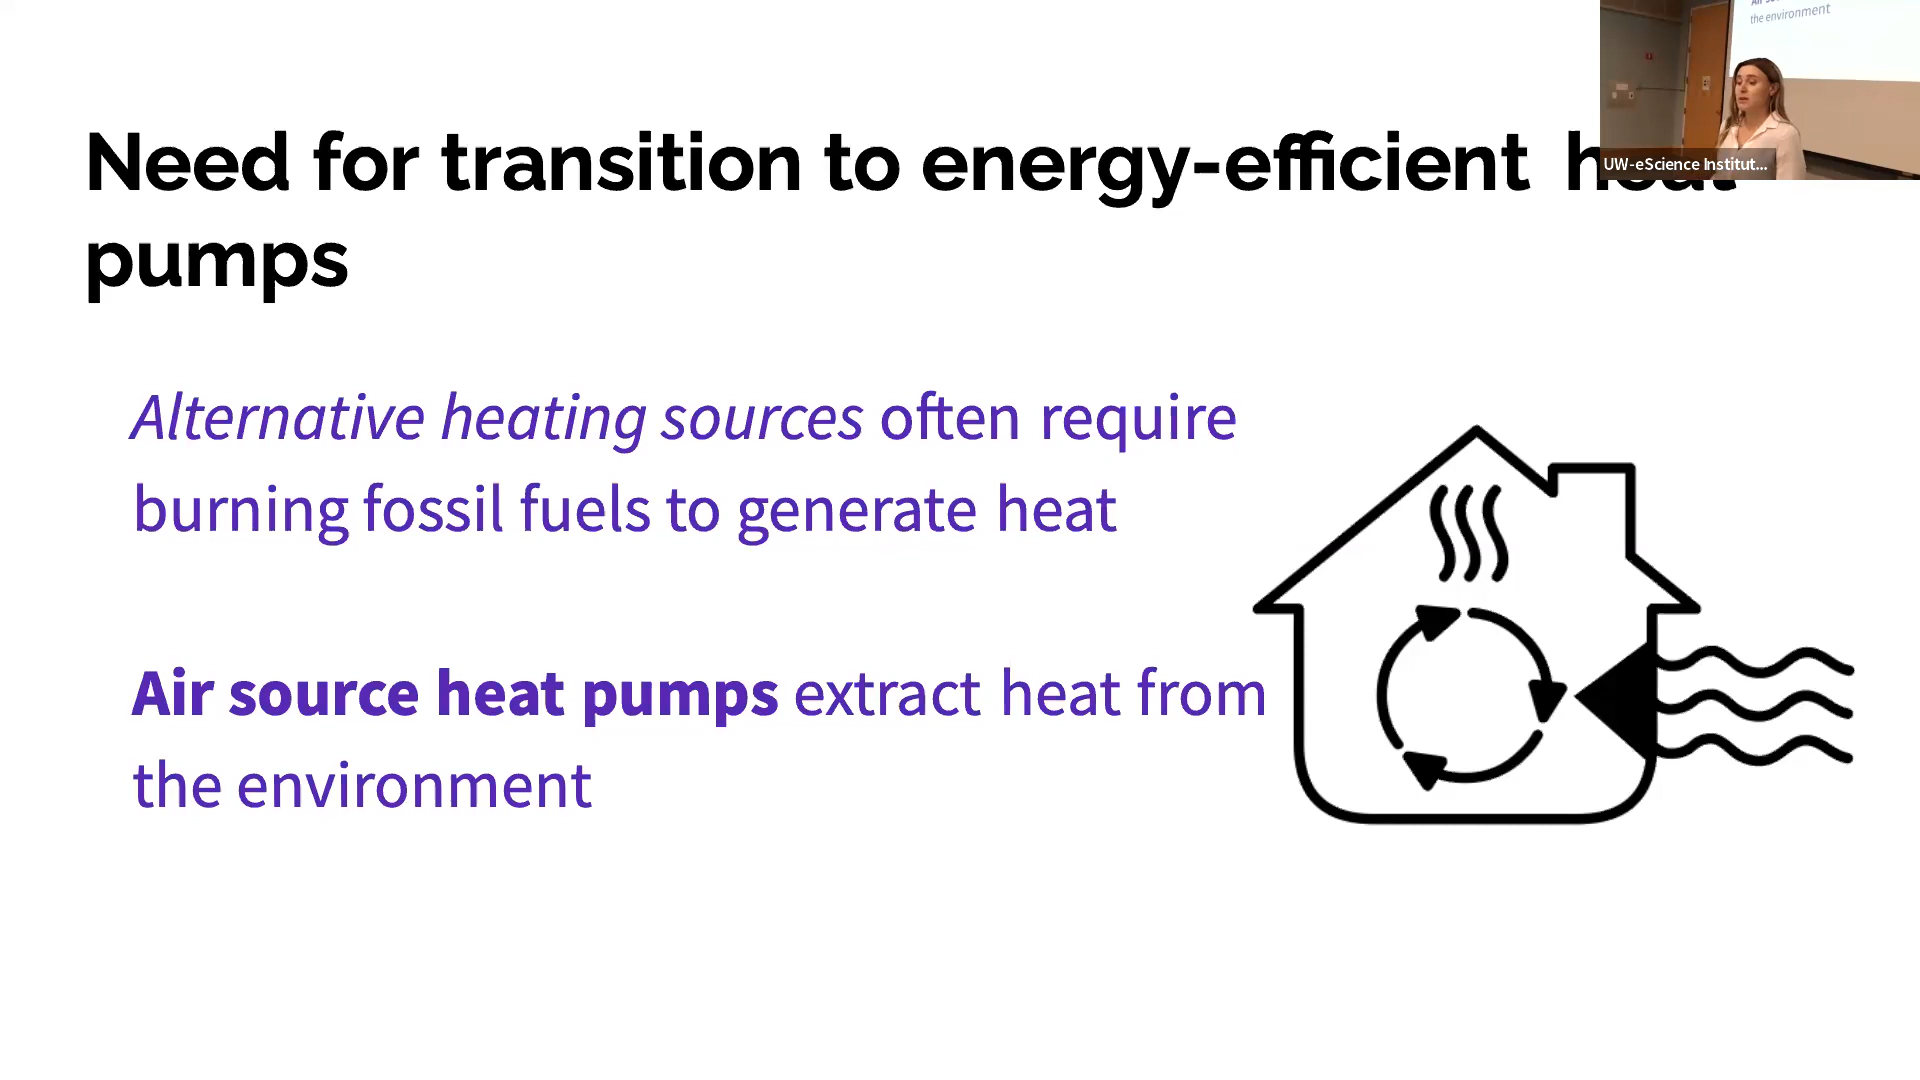 Need for transition to energy-efficient heat
pumps
Alternative heating sources often require
burning fossil fuels to generate heat
Air source heat pumps extract heat from
the environment
the environment
UW-eScience Institut...